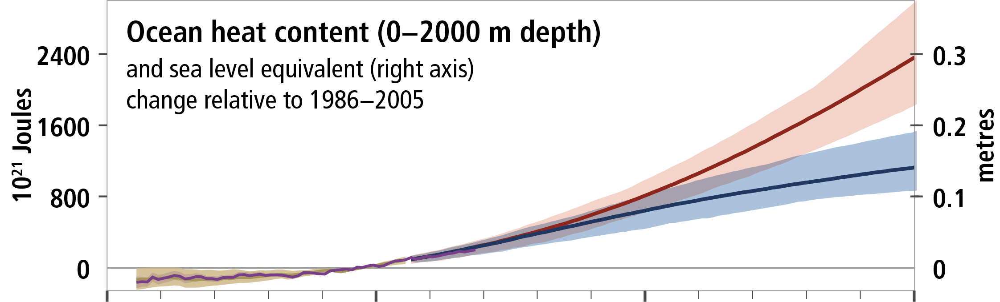 Ocean heat content (0–2000 m depth)
and sea level equivalent (right axis)
change relative to 1986–2005
10²¹ Joules
2400
1600
800
0
0.3
0.2
0.1
0
metres